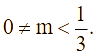 0 ≠ m < 1/3.